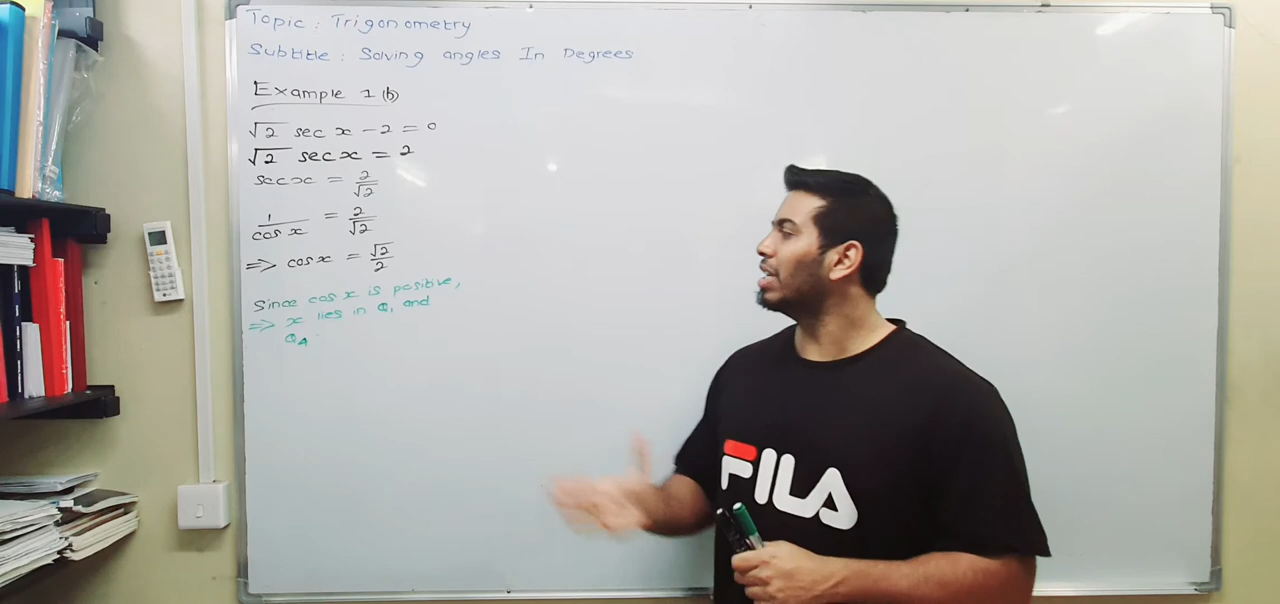 Topic : Trigonometry
Subtitle : Solving angles In Degrees
Example 1 (b)
√2 sec x − 2 = 0
√2 sec x = 2
sec x = 2/√2
1/cos x = 2/√2
⇒ cos x = √2/2
Since cos x is positive,
⇒ x lies in Q1 and
Q4
FILA